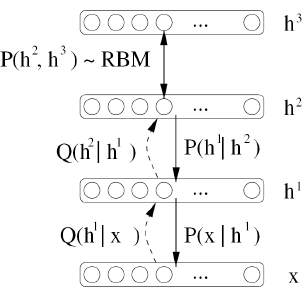 ... h³
P(h², h³ ) ~ RBM
... h²
Q(h²| h¹ ) P(h¹| h²)
... h¹
Q(h¹| x ) P(x | h¹ )
... x